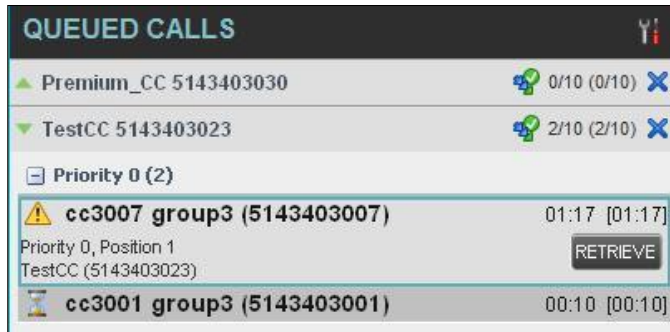 QUEUED CALLS
Premium_CC 5143403030 0/10 (0/10)
TestCC 5143403023 2/10 (2/10)
Priority 0 (2)
cc3007 group3 (5143403007) 01:17 [01:17]
Priority 0, Position 1
RETRIEVE
TestCC (5143403023)
cc3001 group3 (5143403001) 00:10 [00:10]